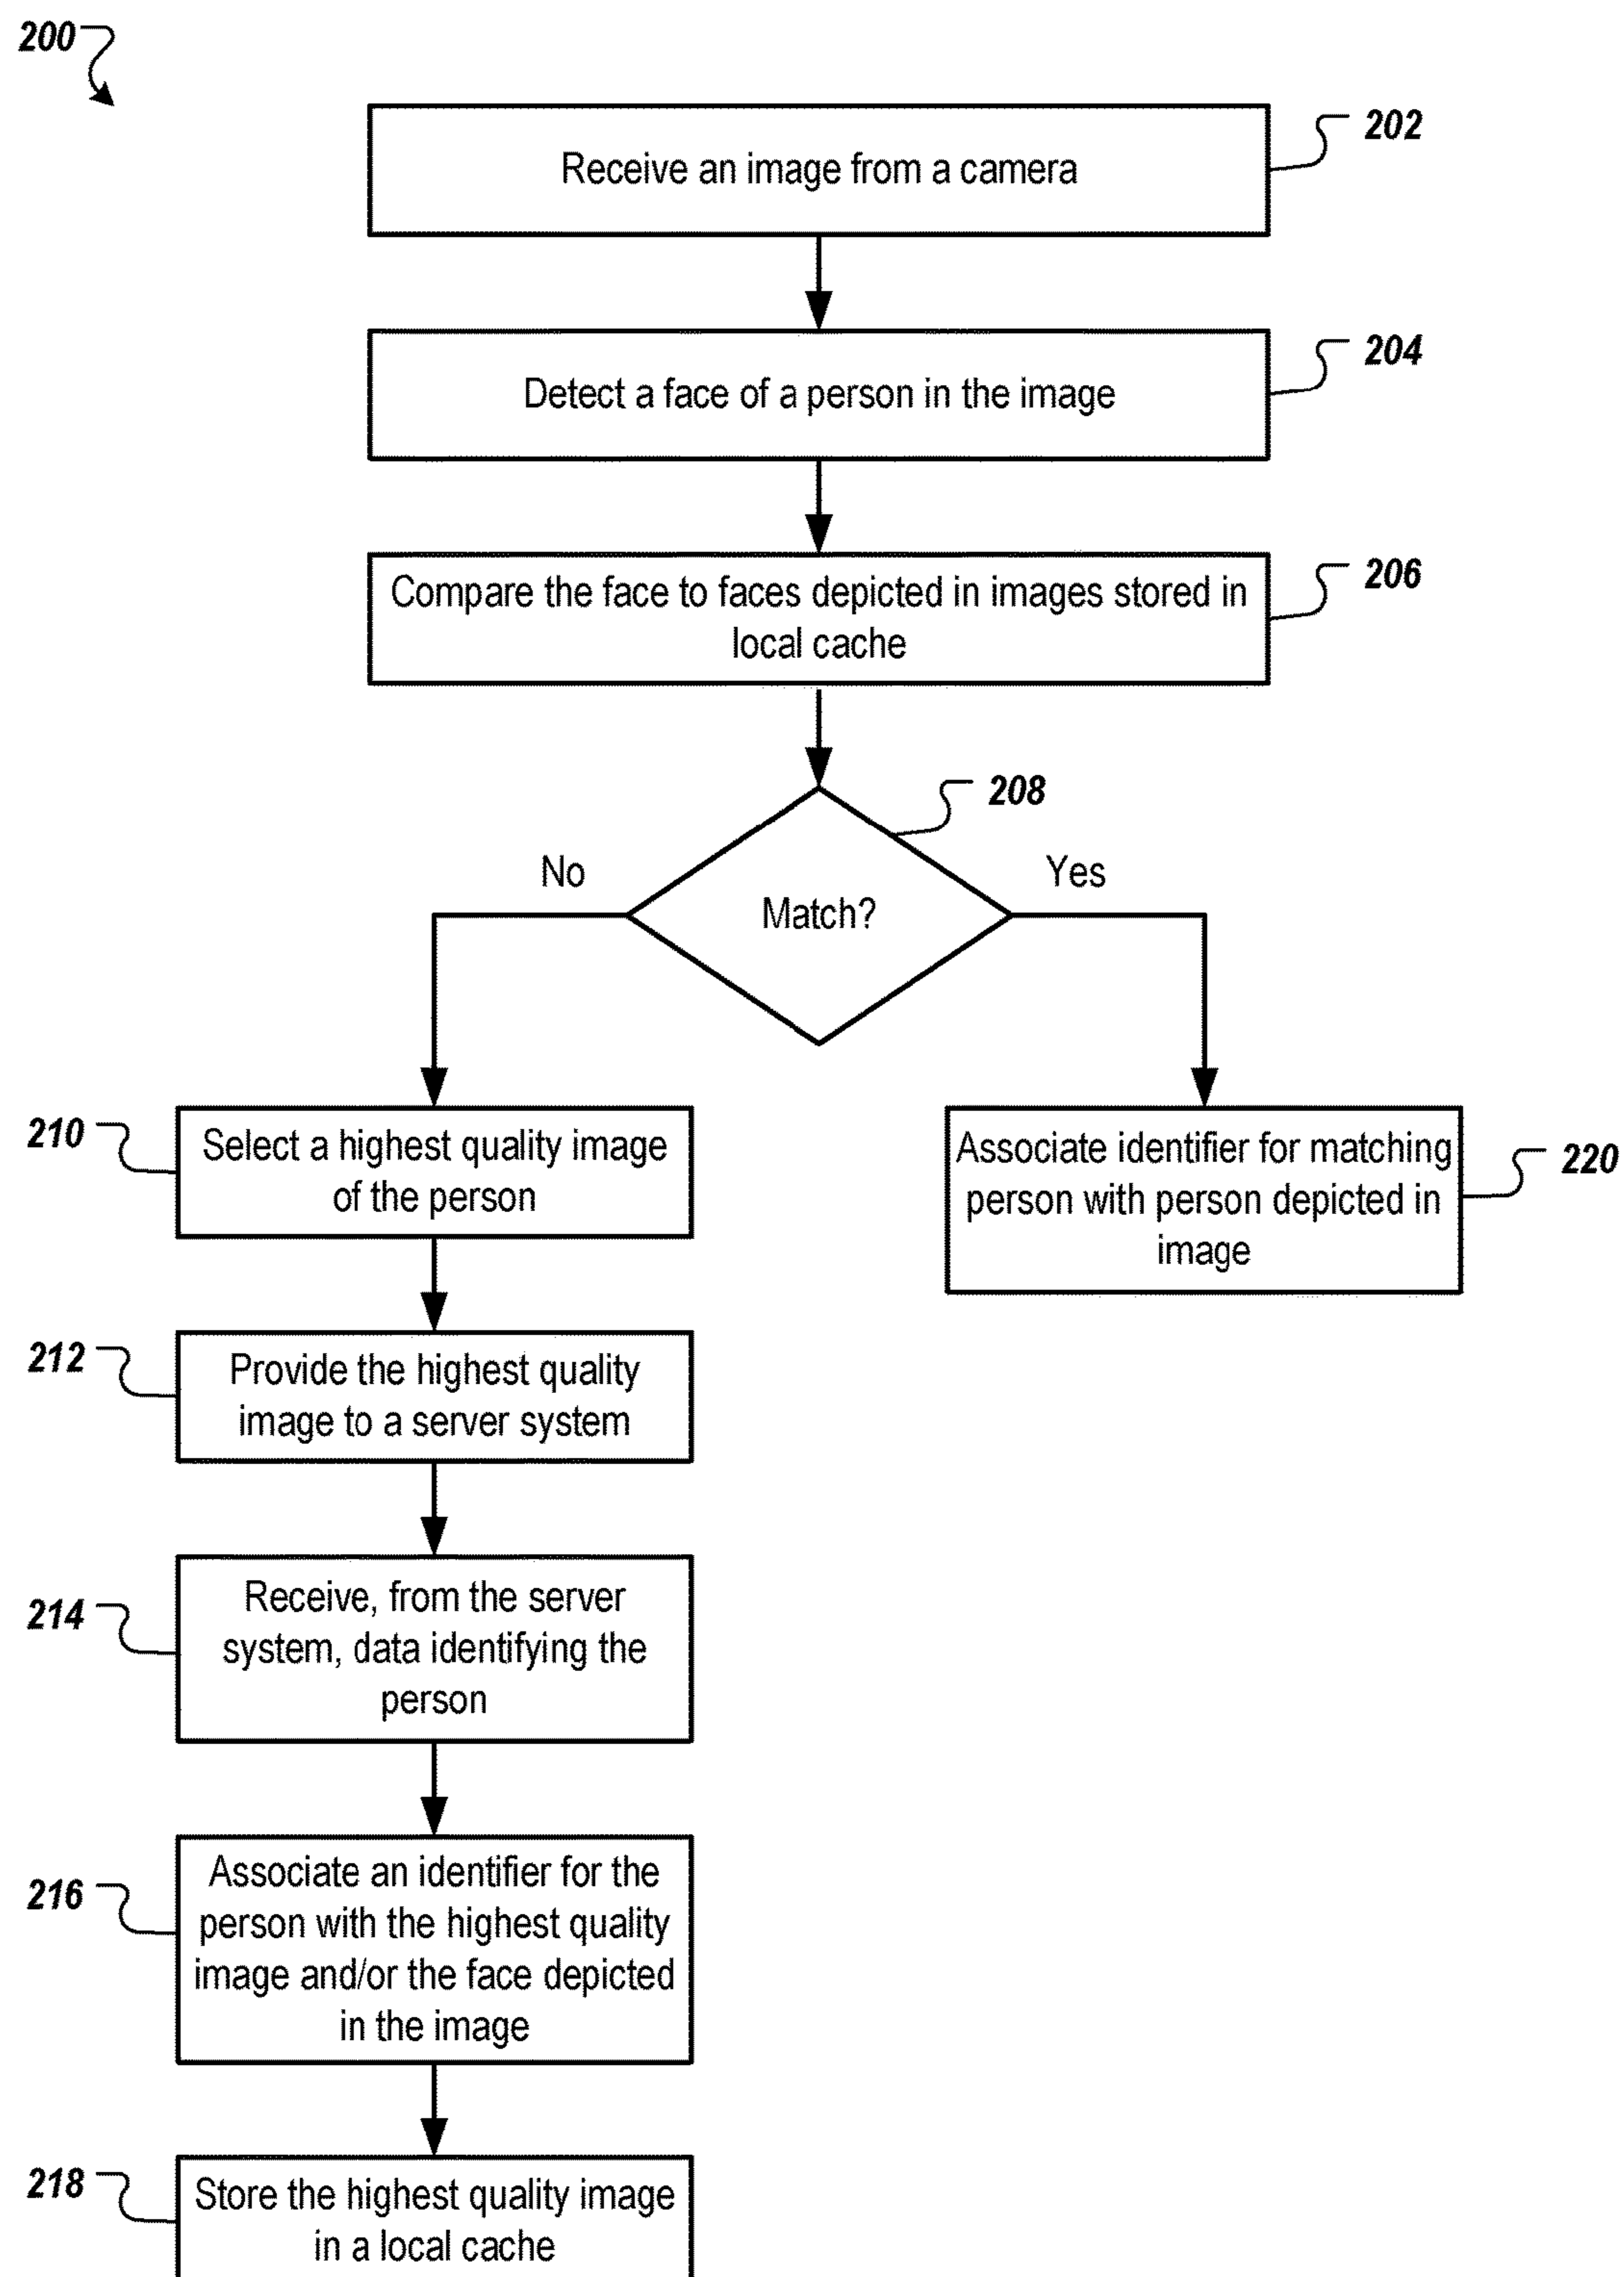 200
Receive an image from a camera
202
Detect a face of a person in the image
204
Compare the face to faces depicted in images stored in
local cache
206
208
No
Match?
Yes
210
Select a highest quality image
of the person
Associate identifier for matching
person with person depicted in
image
220
212
Provide the highest quality
image to a server system
214
Receive, from the server
system, data identifying the
person
216
Associate an identifier for the
person with the highest quality
image and/or the face depicted
in the image
218
Store the highest quality image
in a local cache